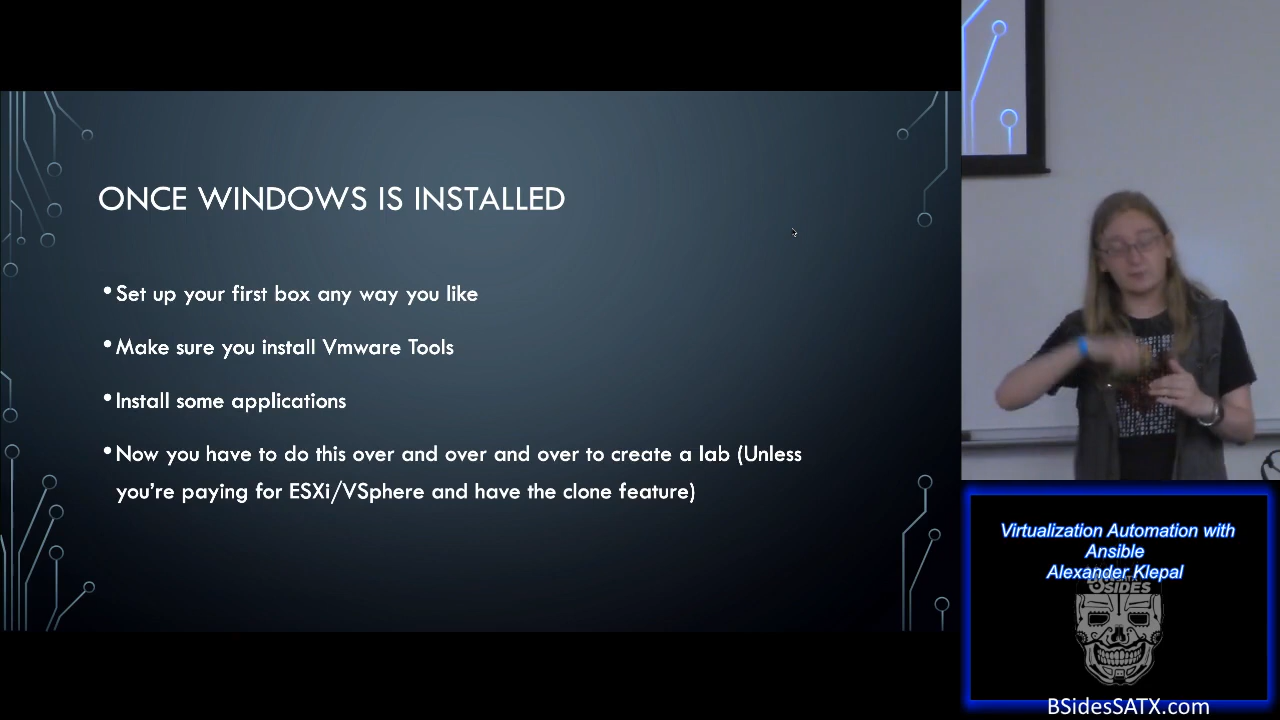 ONCE WINDOWS IS INSTALLED
•Set up your first box any way you like
•Make sure you install Vmware Tools
•Install some applications
•Now you have to do this over and over and over to create a lab (Unless
you’re paying for ESXi/VSphere and have the clone feature)
Virtualization Automation with
Ansible
Alexander Klepal
BSIDES
BSidesSATX.com